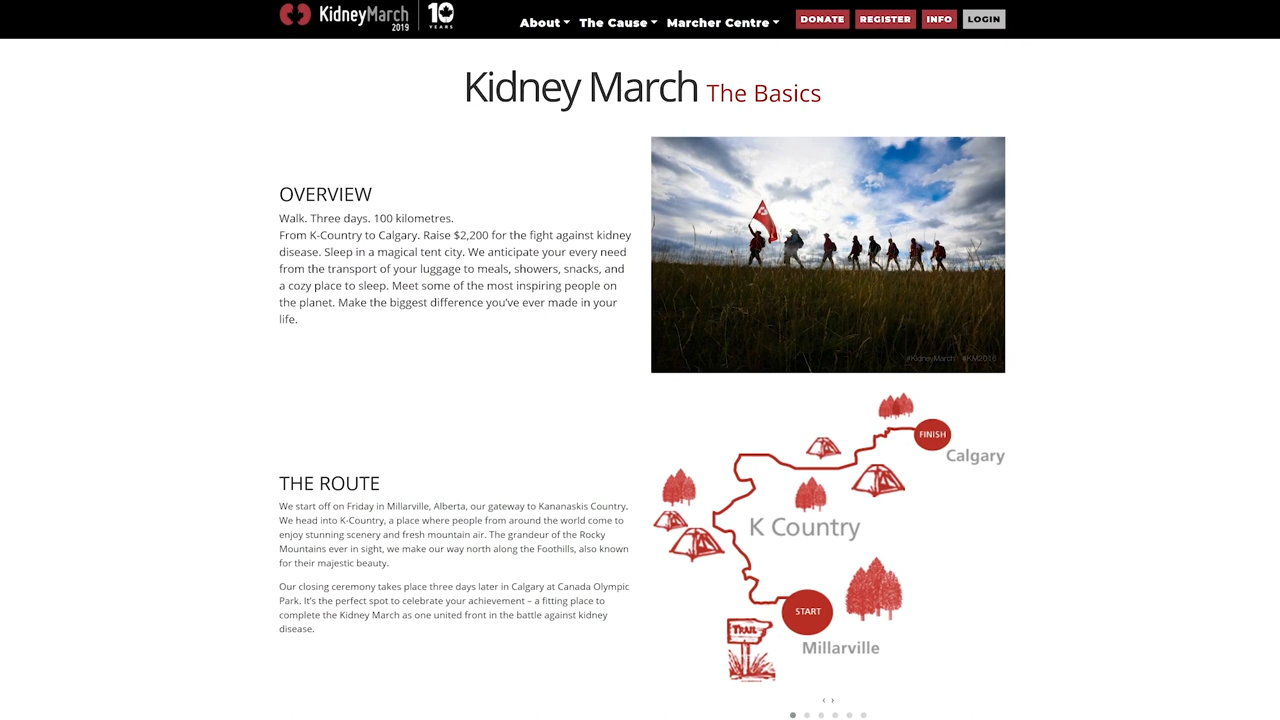 KidneyMarch
2019
10
YEARS
About
The Cause
Marcher Centre
DONATE
REGISTER
INFO
LOGIN
Kidney March The Basics
OVERVIEW
Walk. Three days. 100 kilometres.
From K-Country to Calgary. Raise $2,200 for the fight against kidney
disease. Sleep in a magical tent city. We anticipate your every need
from the transport of your luggage to meals, showers, snacks, and
a cozy place to sleep. Meet some of the most inspiring people on
the planet. Make the biggest difference you’ve ever made in your
life.
#KidneyMarch #KM2016
THE ROUTE
We start off on Friday in Millarville, Alberta, our gateway to Kananaskis Country.
We head into K-Country, a place where people from around the world come to
enjoy stunning scenery and fresh mountain air. The grandeur of the Rocky
Mountains ever in sight, we make our way north along the Foothills, also known
for their majestic beauty.
Our closing ceremony takes place three days later in Calgary at Canada Olympic
Park. It’s the perfect spot to celebrate your achievement – a fitting place to
complete the Kidney March as one united front in the battle against kidney
disease.
FINISH
Calgary
K Country
START
TRAIL
Millarville